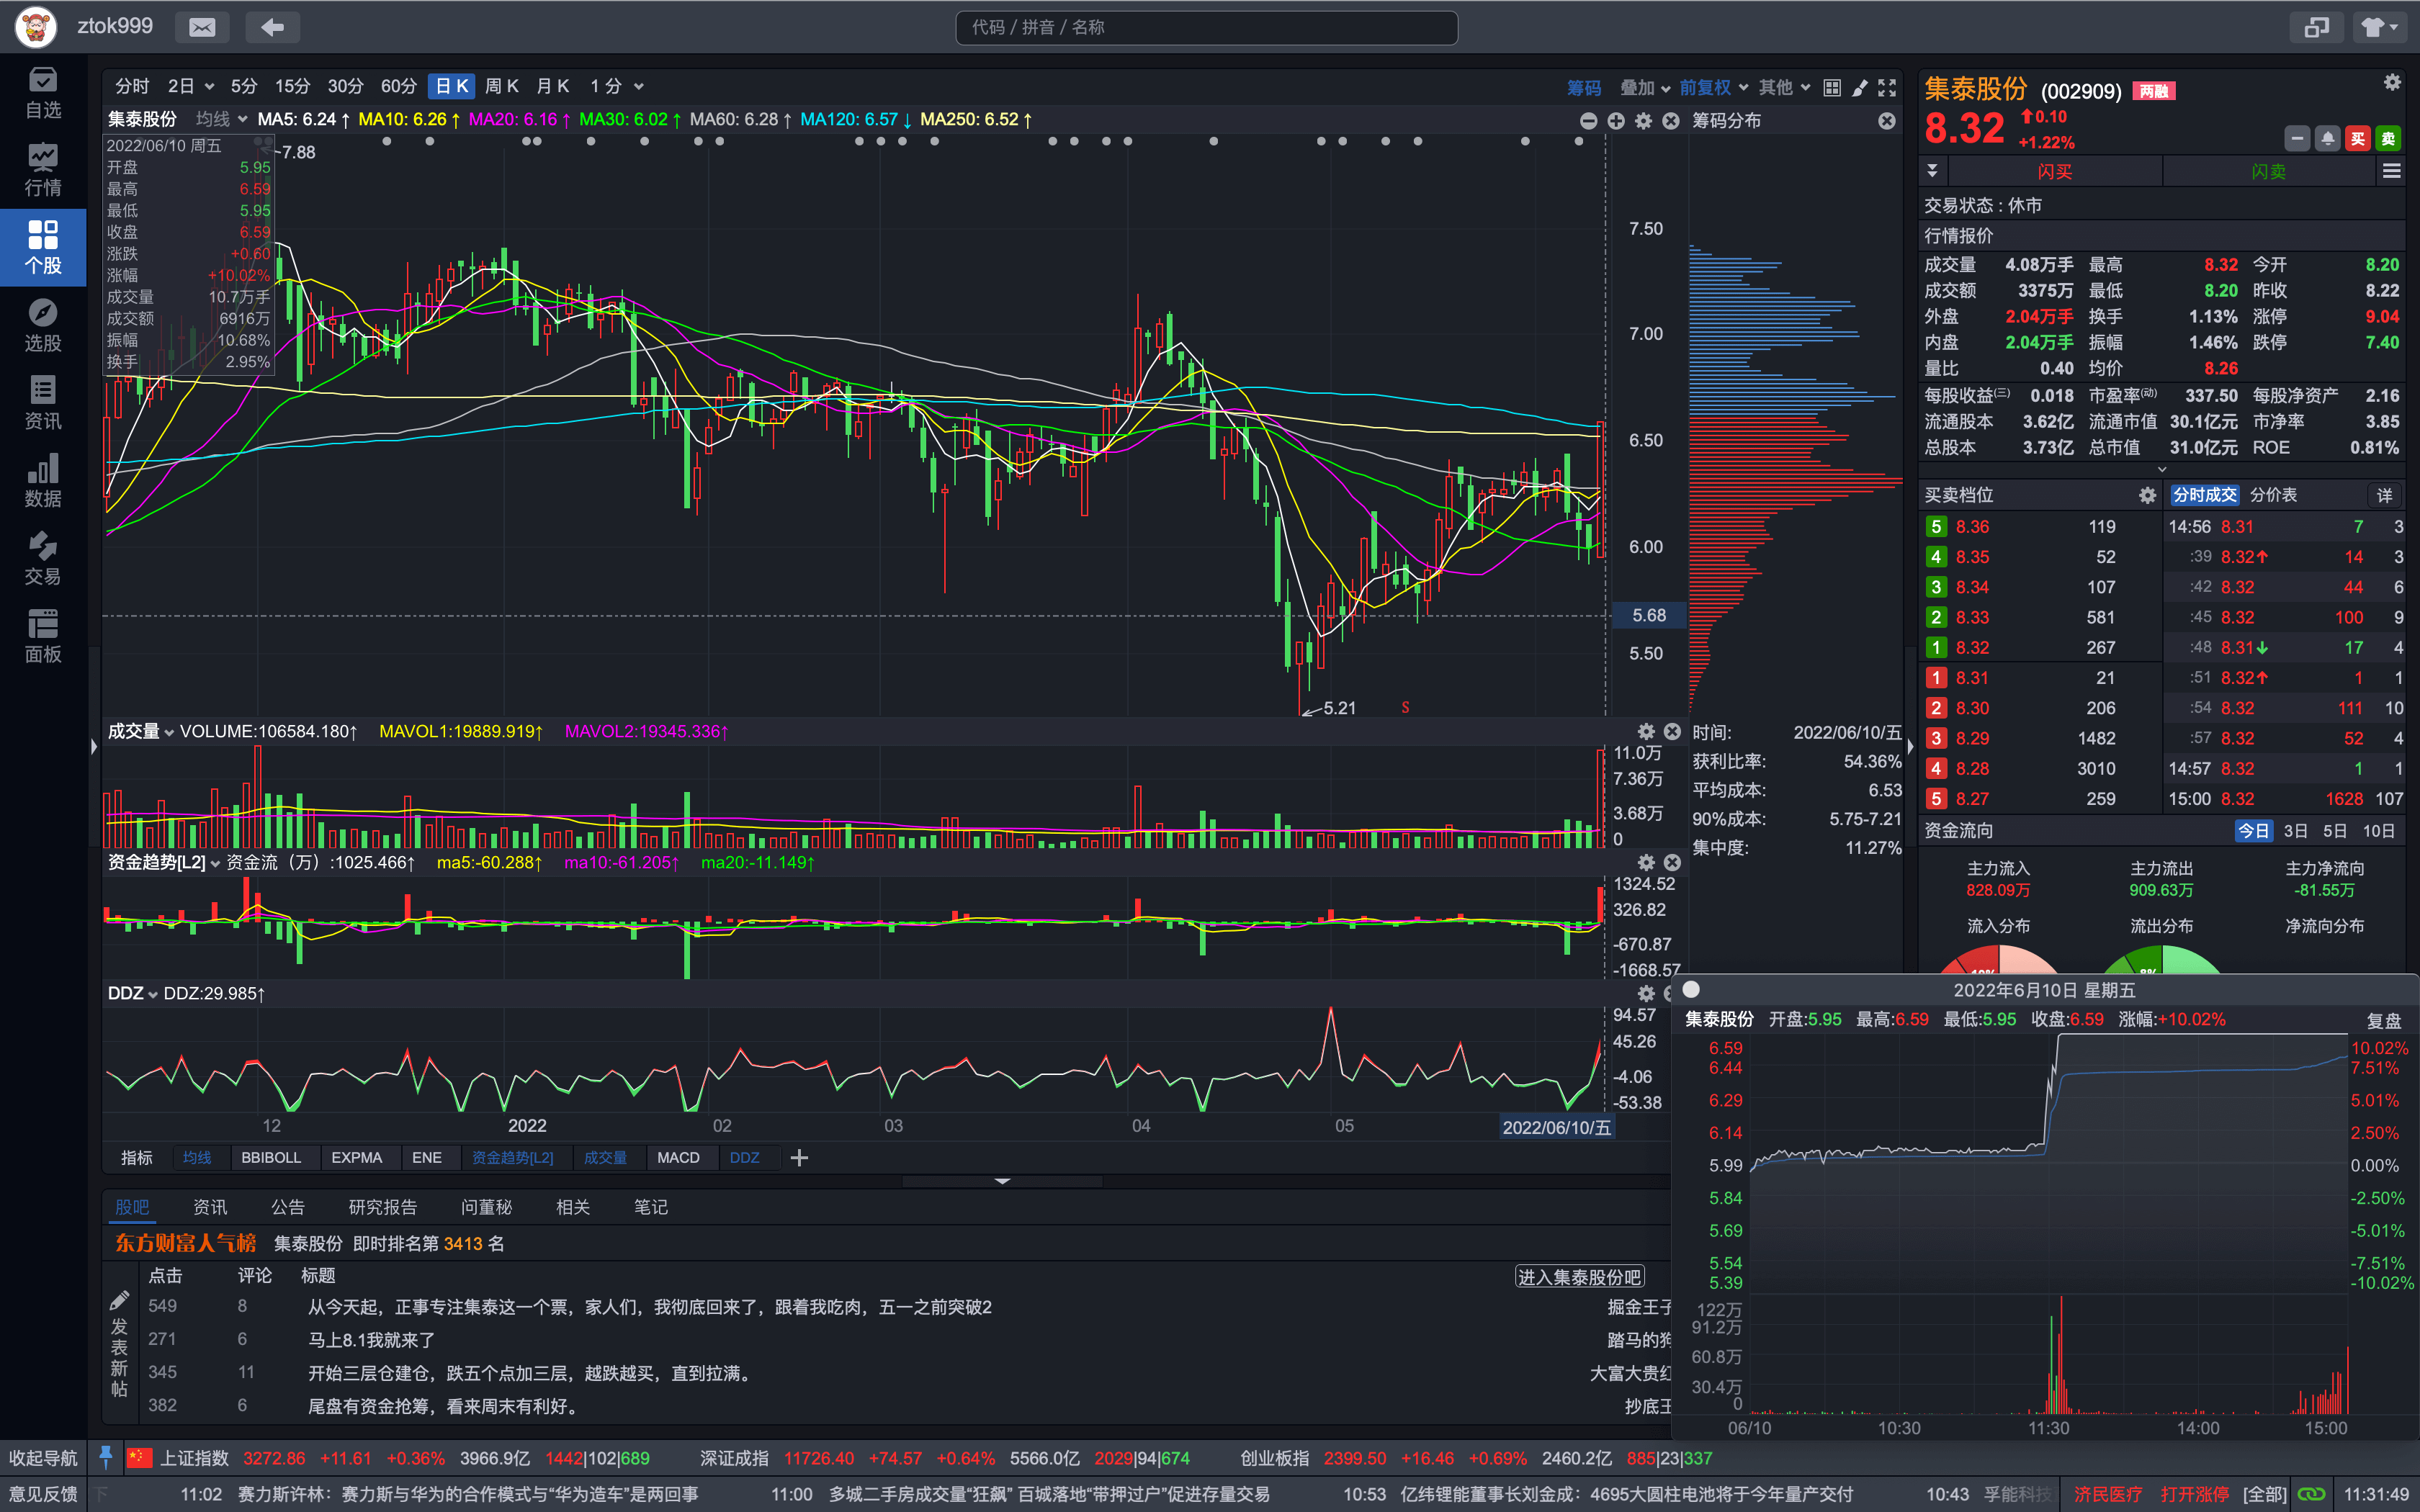 ztok999
代码 / 拼音 / 名称
自选
行情
个股
选股
资讯
数据
交易
面板
分时 2日 5分 15分 30分 60分 日K 周K 月K 1分 筹码 叠加 前复权 其他
集泰股份 均线 MA5: 6.24↑ MA10: 6.26↑ MA20: 6.16↑ MA30: 6.02↑ MA60: 6.28↑ MA120: 6.57↓ MA250: 6.52↑
筹码分布
2022/06/10 周五
开盘 5.95
最高 6.59
最低 5.95
收盘 6.59
涨跌 +0.60
涨幅 +10.02%
成交量 10.7万手
成交额 6916万
振幅 10.68%
换手 2.95%
7.88
7.50
7.00
6.50
6.00
5.68
5.50
5.21
S
成交量 VOLUME:106584.180↑ MAVOL1:19889.919↑ MAVOL2:19345.336↑
11.0万
7.36万
3.68万
0
资金趋势[L2] 资金流（万）:1025.466↑ ma5:-60.288↑ ma10:-61.205↑ ma20:-11.149↑
1324.52
326.82
-670.87
-1668.57
DDZ DDZ:29.985↑
94.57
45.26
-4.06
-53.38
12 2022 02 03 04 05 2022/06/10/五
指标 均线 BBIBOLL EXPMA ENE 资金趋势[L2] 成交量 MACD DDZ
时间: 2022/06/10/五
获利比率: 54.36%
平均成本: 6.53
90%成本: 5.75-7.21
集中度: 11.27%
集泰股份 (002909) 两融
8.32 0.10
+1.22%
买 卖
闪买 闪卖
交易状态 : 休市
行情报价
成交量 4.08万手 最高 8.32 今开 8.20
成交额 3375万 最低 8.20 昨收 8.22
外盘 2.04万手 换手 1.13% 涨停 9.04
内盘 2.04万手 振幅 1.46% 跌停 7.40
量比 0.40 均价 8.26
每股收益(三) 0.018 市盈率(动) 337.50 每股净资产 2.16
流通股本 3.62亿 流通市值 30.1亿元 市净率 3.85
总股本 3.73亿 总市值 31.0亿元 ROE 0.81%
买卖档位 分时成交 分价表 详
5 8.36 119 14:56 8.31 7 3
4 8.35 52 :39 8.32↑ 14 3
3 8.34 107 :42 8.32 44 6
2 8.33 581 :45 8.32 100 9
1 8.32 267 :48 8.31↓ 17 4
1 8.31 21 :51 8.32↑ 1 1
2 8.30 206 :54 8.32 111 10
3 8.29 1482 :57 8.32 52 4
4 8.28 3010 14:57 8.32 1 1
5 8.27 259 15:00 8.32 1628 107
资金流向 今日 3日 5日 10日
主力流入 主力流出 主力净流向
828.09万 909.63万 -81.55万
流入分布 流出分布 净流向分布
2022年6月10日 星期五
集泰股份 开盘:5.95 最高:6.59 最低:5.95 收盘:6.59 涨幅:+10.02% 复盘
6.59 10.02%
6.44 7.51%
6.29 5.01%
6.14 2.50%
5.99 0.00%
5.84 -2.50%
5.69 -5.01%
5.54 -7.51%
5.39 -10.02%
122万
91.2万
60.8万
30.4万
0
06/10 10:30 11:30 14:00 15:00
股吧 资讯 公告 研究报告 问董秘 相关 笔记
东方财富人气榜 集泰股份 即时排名第 3413 名
点击 评论 标题 进入集泰股份吧
发表新帖
549 8 从今天起，正事专注集泰这一个票，家人们，我彻底回来了，跟着我吃肉，五一之前突破2 掘金王子
271 6 马上8.1我就来了 踏马的
345 11 开始三层仓建仓，跌五个点加三层，越跌越买，直到拉满。 大富大贵
382 6 尾盘有资金抢筹，看来周末有利好。 抄底王
收起导航 上证指数 3272.86 +11.61 +0.36% 3966.9亿 1442|102|689 深证成指 11726.40 +74.57 +0.64% 5566.0亿 2029|94|674 创业板指 2399.50 +16.46 +0.69% 2460.2亿 885|23|337
意见反馈 11:02 赛力斯许林：赛力斯与华为的合作模式与“华为造车”是两回事 11:00 多城二手房成交量“狂飙” 百城落地“带押过户”促进存量交易 10:53 亿纬锂能董事长刘金成：4695大圆柱电池将于今年量产交付 10:43 孚能科技 济民医疗 打开涨停 [全部] 11:31:49